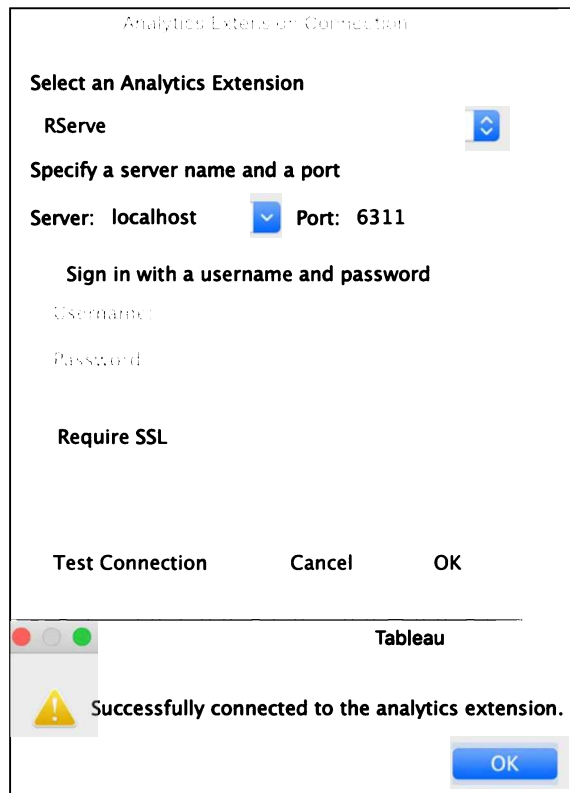 Analytics Extension Connection
Select an Analytics Extension
RServe
Specify a server name and a port
Server: localhost Port: 6311
Sign in with a username and password
Username:
Password
Require SSL
Test Connection Cancel OK
Tableau
Successfully connected to the analytics extension.
OK